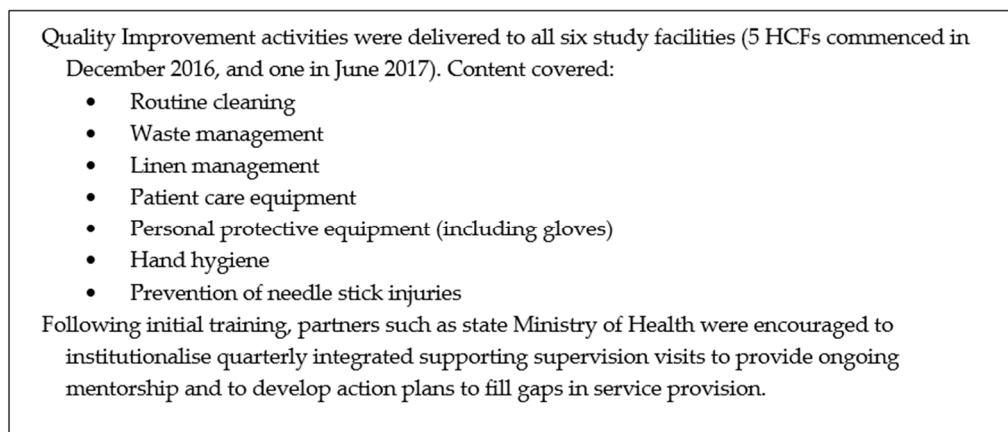 Quality Improvement activities were delivered to all six study facilities (5 HCFs commenced in
December 2016, and one in June 2017). Content covered:
• Routine cleaning
• Waste management
• Linen management
• Patient care equipment
• Personal protective equipment (including gloves)
• Hand hygiene
• Prevention of needle stick injuries
Following initial training, partners such as state Ministry of Health were encouraged to
institutionalise quarterly integrated supporting supervision visits to provide ongoing
mentorship and to develop action plans to fill gaps in service provision.